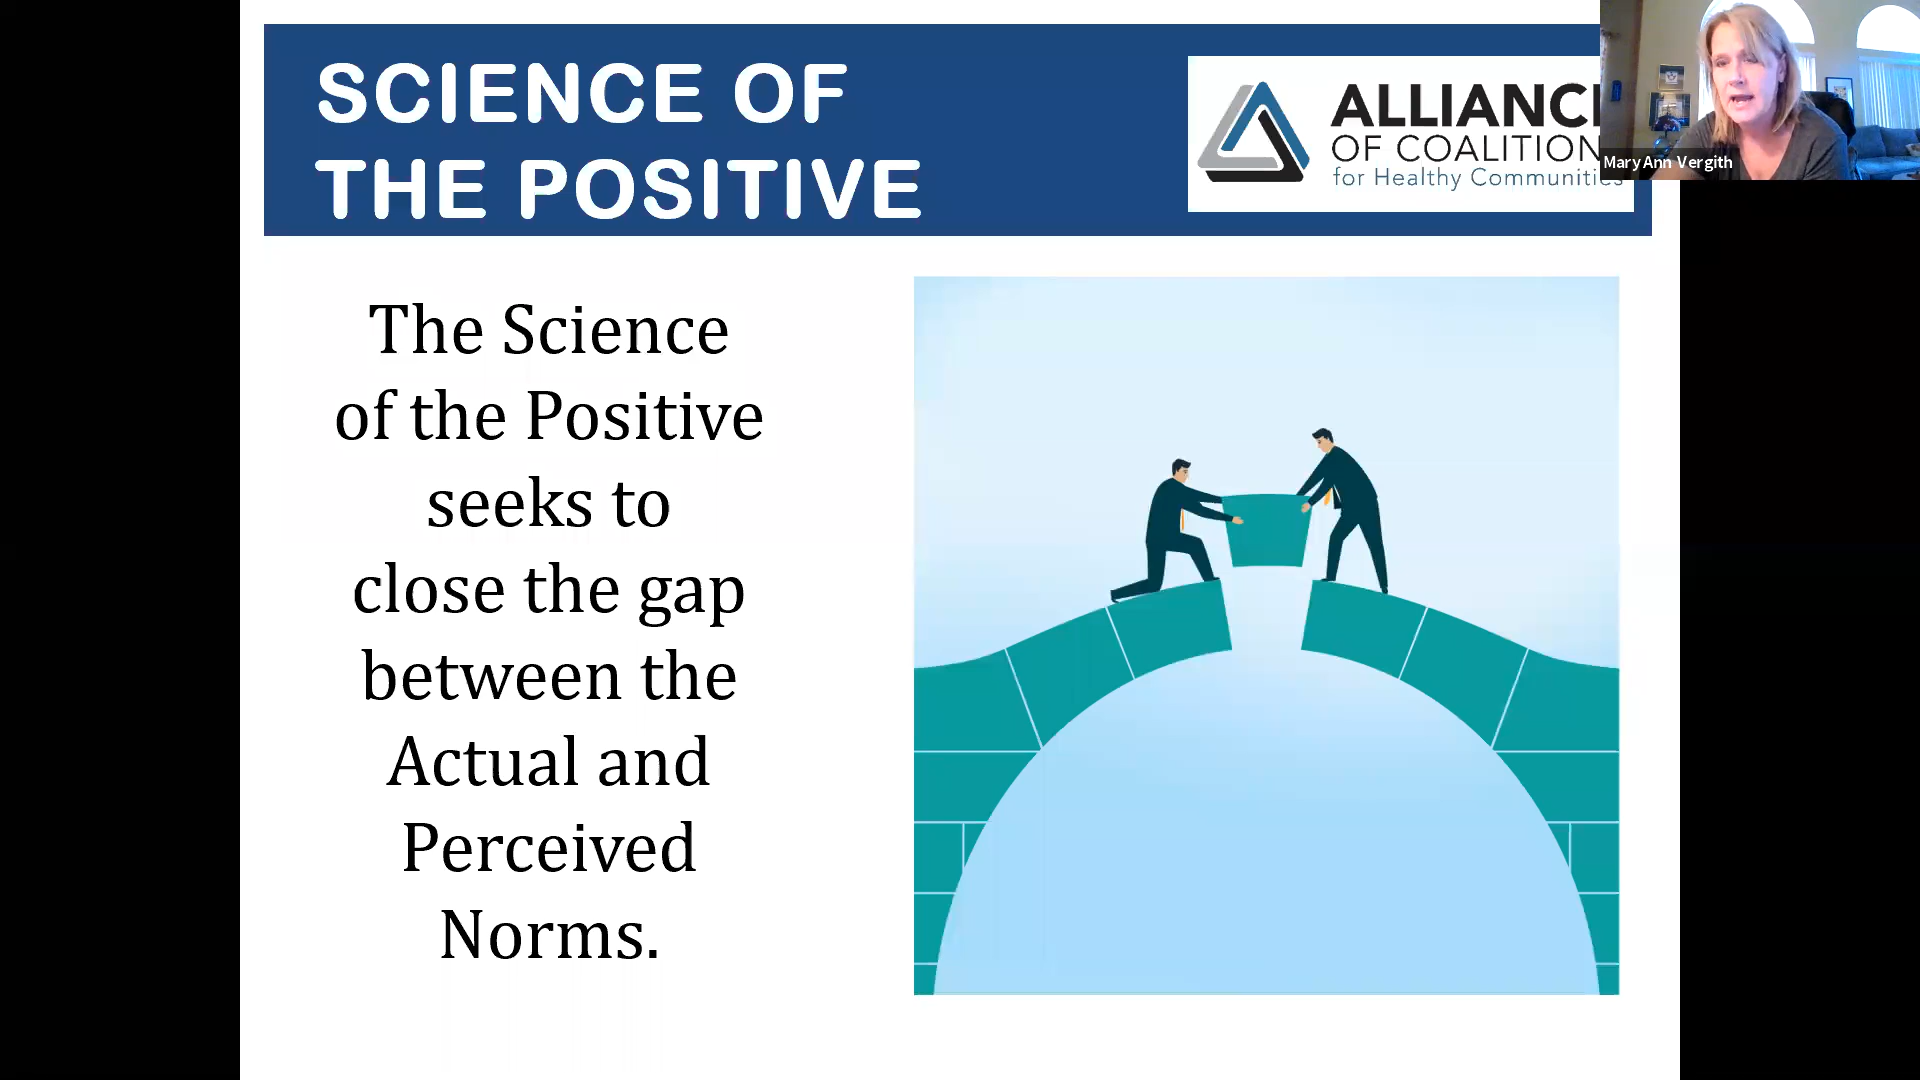 SCIENCE OF
THE POSITIVE
ALLIANC
OF COALITION
for Healthy Communities
Mary Ann Vergith
The Science
of the Positive
seeks to
close the gap
between the
Actual and
Perceived
Norms.